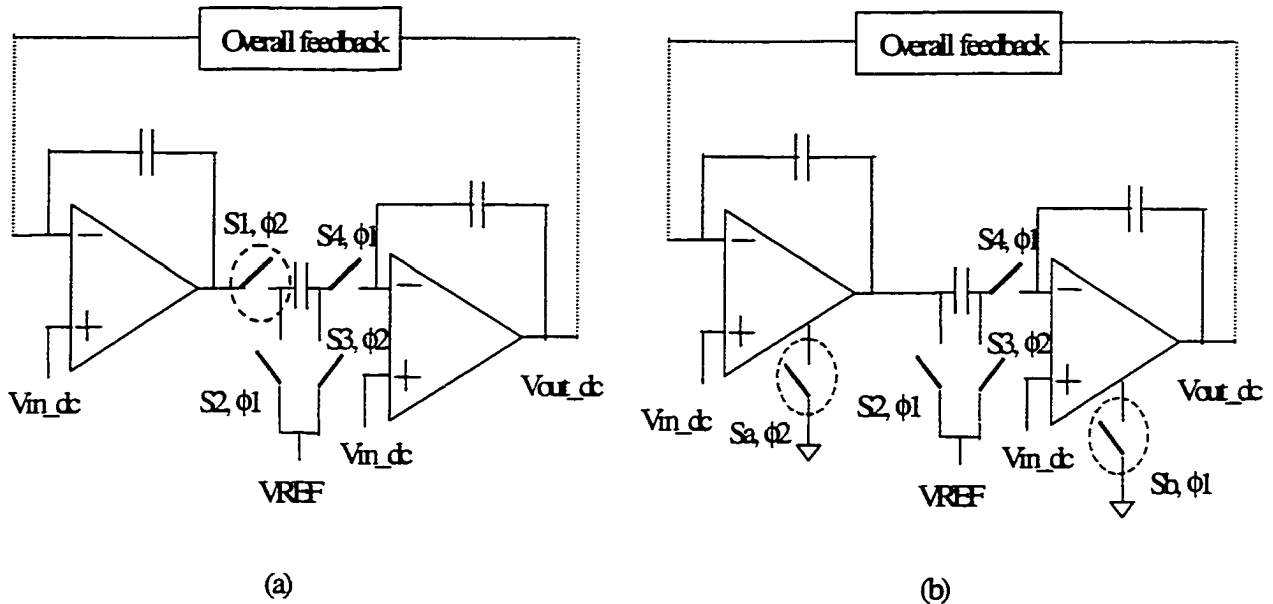 Overall feedback
S1, ϕ2
S4, ϕ1
S3, ϕ2
S2, ϕ1
Vin_dc
Vin_dc
Vout_dc
VREF
(a)
Overall feedback
S4, ϕ1
S3, ϕ2
S2, ϕ1
Sa, ϕ2
Vin_dc
Vin_dc
Vout_dc
Sb, ϕ1
VREF
(b)